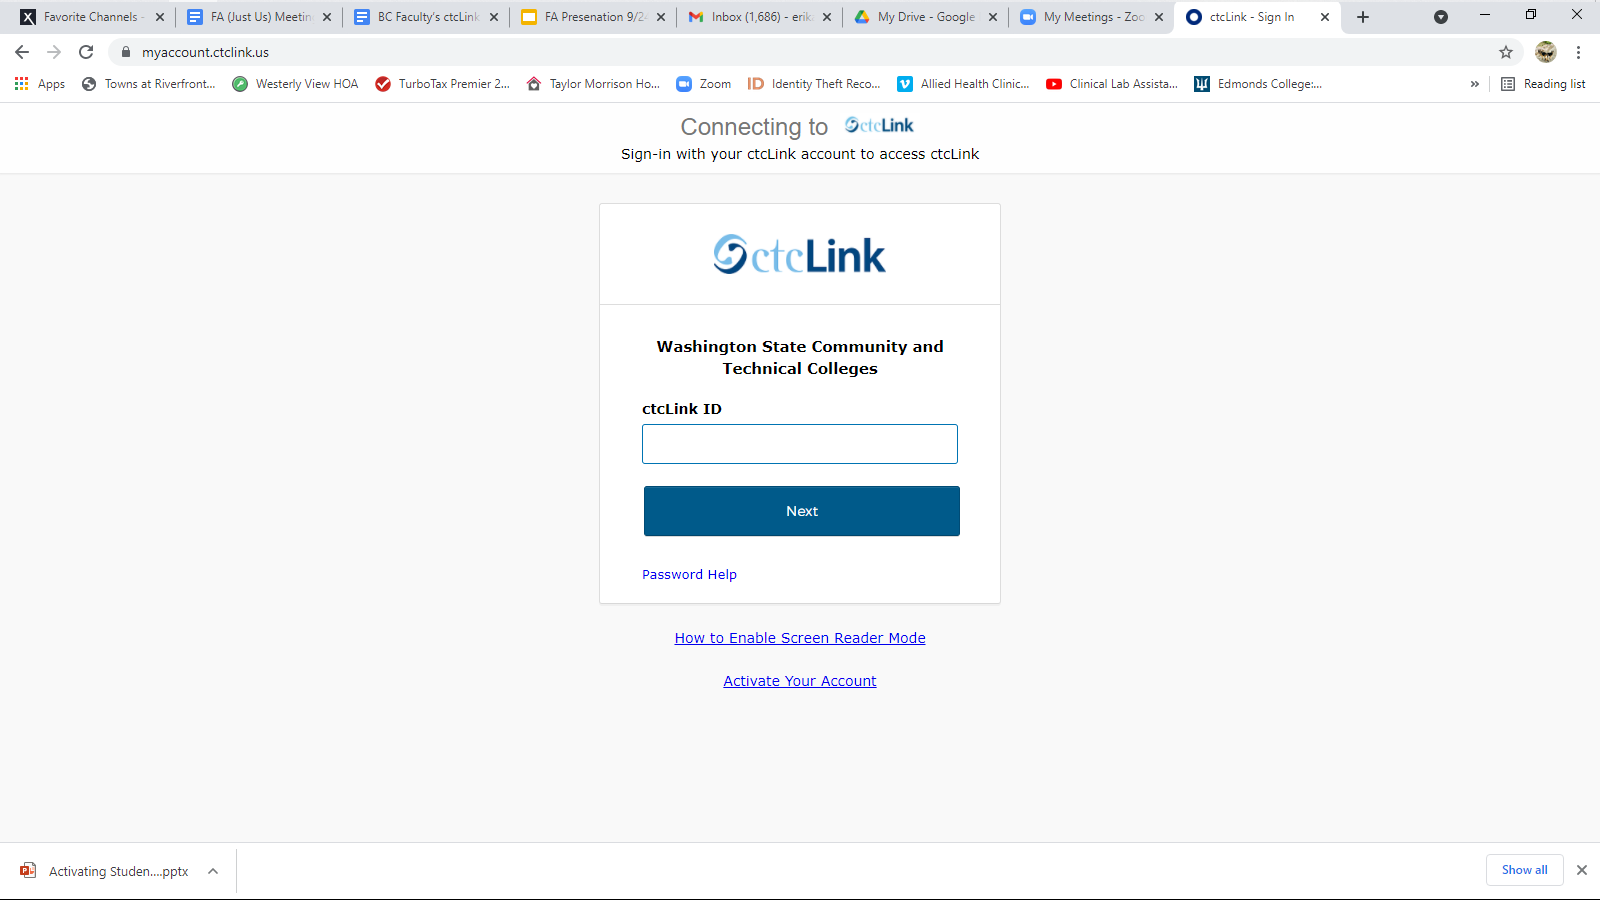 Favorite Channels -
FA (Just Us) Meetin
BC Faculty's ctcLink
FA Presenation 9/24
Inbox (1,686) - erik
My Drive - Google
My Meetings - Zoo
ctcLink - Sign In
myaccount.ctclink.us
Apps
Towns at Riverfront...
Westerly View HOA
TurboTax Premier 2...
Taylor Morrison Ho...
Zoom
ID Identity Theft Reco...
Allied Health Clinic...
Clinical Lab Assista...
Edmonds College:...
»
Reading list
Connecting to ctcLink
Sign-in with your ctcLink account to access ctcLink
ctcLink
Washington State Community and
Technical Colleges
ctcLink ID
Next
Password Help
How to Enable Screen Reader Mode
Activate Your Account
Activating Studen....pptx
Show all